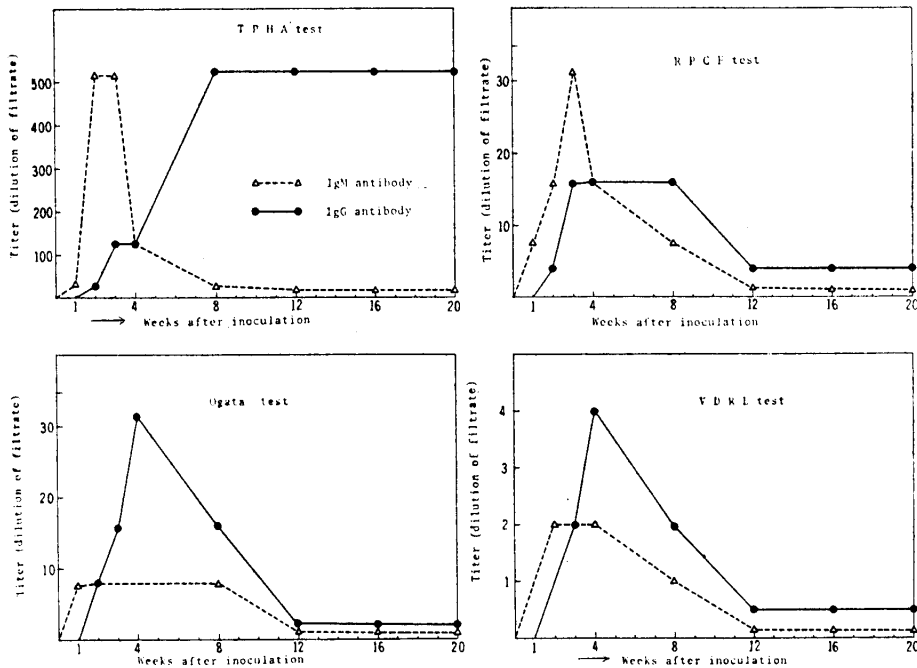 T P H A test
Titer (dilution of filtrate)
500
400
300
200
100
IgM antibody
IgG antibody
1 4 8 12 16 20
Weeks after inoculation
R P C F test
Titer (dilution of filtrate)
30
20
10
1 4 8 12 16 20
Weeks after inoculation
Ogata test
Titer (dilution of filtrate)
30
20
10
1 4 8 12 16 20
Weeks after inoculation
V D R L test
Titer (dilution of filtrate)
4
3
2
1
1 4 8 12 16 20
Weeks after inoculation